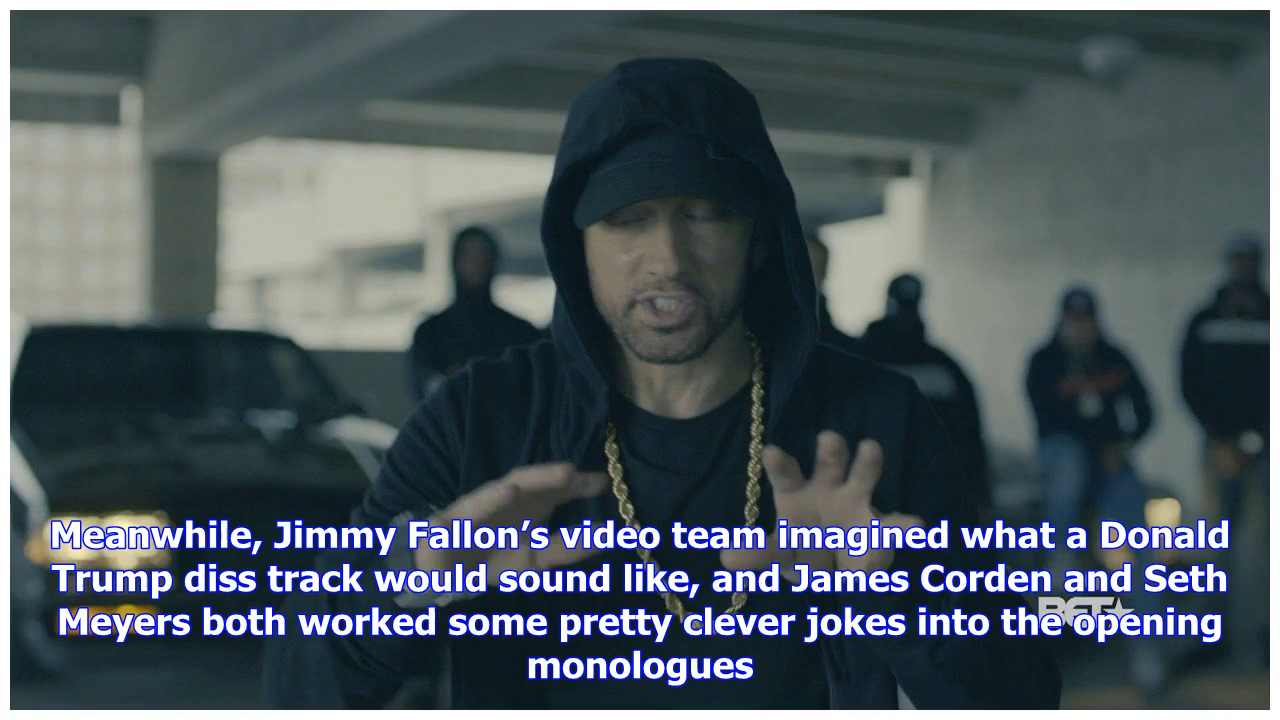 Meanwhile, Jimmy Fallon’s video team imagined what a Donald
Trump diss track would sound like, and James Corden and Seth
Meyers both worked some pretty clever jokes into the opening
monologues
BET